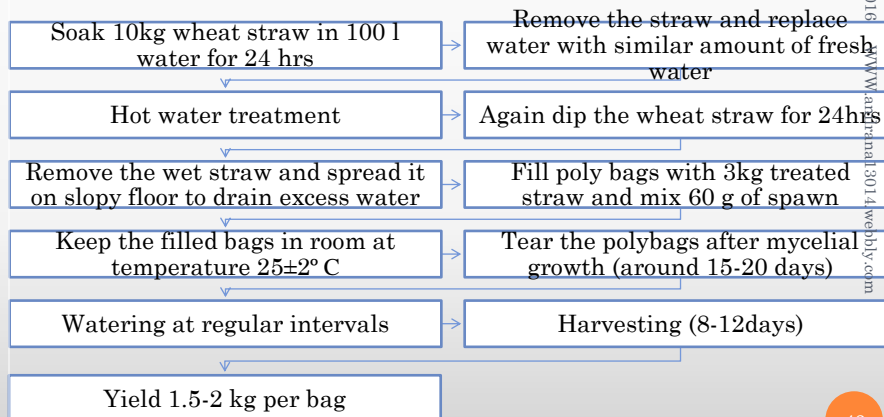 Soak 10kg wheat straw in 100 l
water for 24 hrs
Remove the straw and replace
water with similar amount of fresh
water
Hot water treatment
Again dip the wheat straw for 24hrs
Remove the wet straw and spread it
on slopy floor to drain excess water
Fill poly bags with 3kg treated
straw and mix 60 g of spawn
Keep the filled bags in room at
temperature 25±2º C
Tear the polybags after mycelial
growth (around 15-20 days)
Watering at regular intervals
Harvesting (8-12days)
Yield 1.5-2 kg per bag